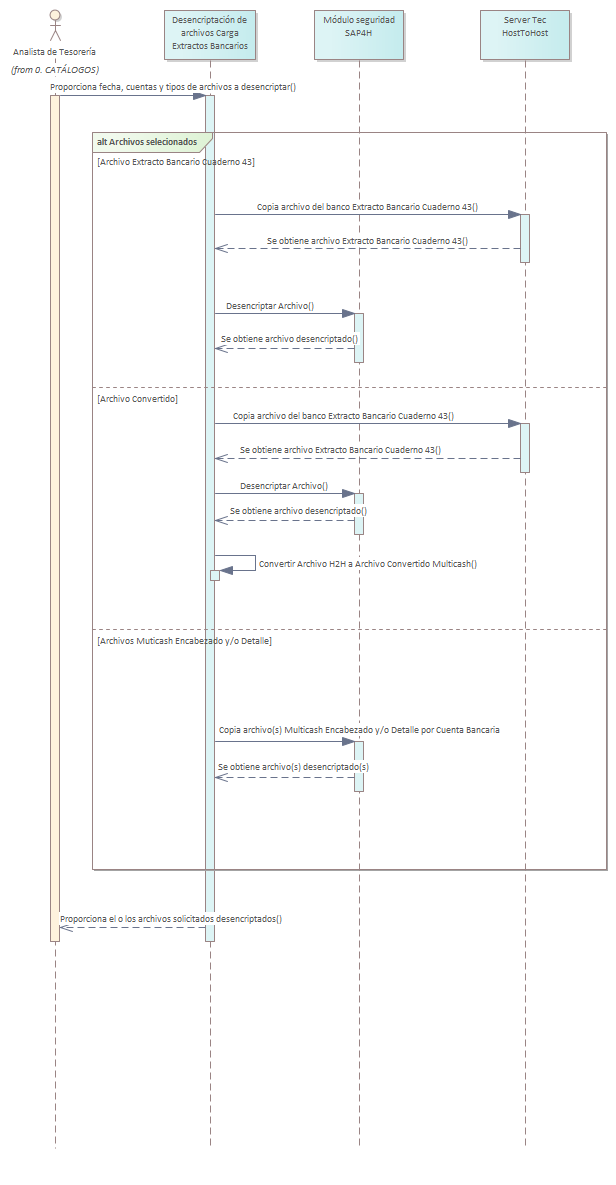 Desencriptación de
archivos Carga
Extractos Bancarios
Módulo seguridad
SAP4H
Server Tec
HostToHost
Analista de Tesorería
(from 0. CATÁLOGOS)
Proporciona fecha, cuentas y tipos de archivos a desencriptar()
alt Archivos selecionados
[Archivo Extracto Bancario Cuaderno 43]
Copia archivo del banco Extracto Bancario Cuaderno 43()
Se obtiene archivo Extracto Bancario Cuaderno 43()
Desencriptar Archivo()
Se obtiene archivo desencriptado()
[Archivo Convertido]
Copia archivo del banco Extracto Bancario Cuaderno 43()
Se obtiene archivo Extracto Bancario Cuaderno 43()
Desencriptar Archivo()
Se obtiene archivo desencriptado()
Convertir Archivo H2H a Archivo Convertido Multicash()
[Archivos Muticash Encabezado y/o Detalle]
Copia archivo(s) Multicash Encabezado y/o Detalle por Cuenta Bancaria
Se obtiene archivo(s) desencriptado(s)
Proporciona el o los archivos solicitados desencriptados()